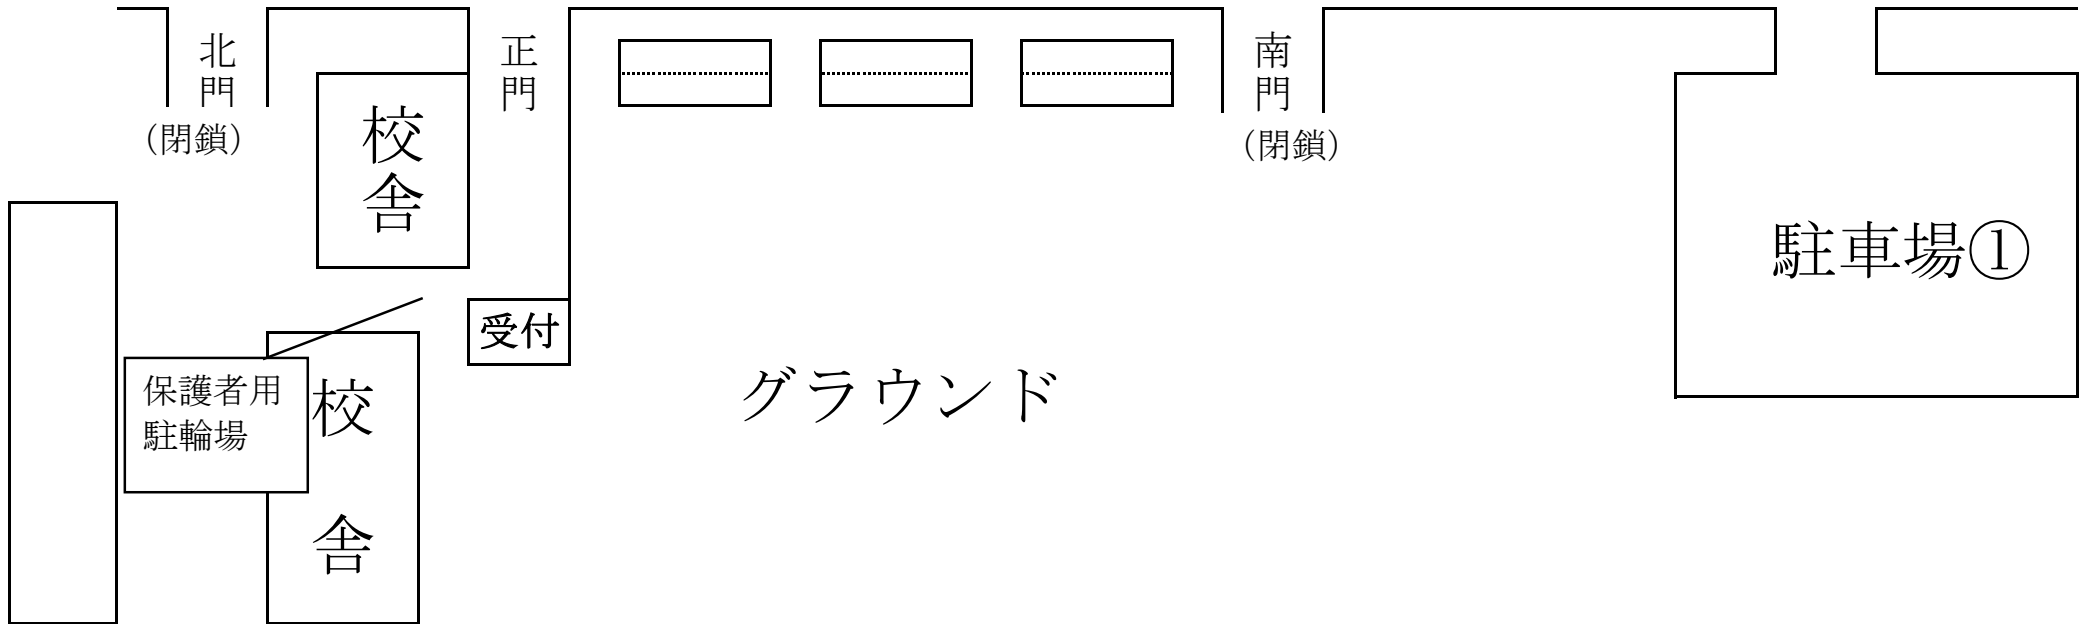 北門
(閉鎖)
校舎
正門
南門
(閉鎖)
駐車場①
受付
保護者用
駐輪場
校舎
グラウンド